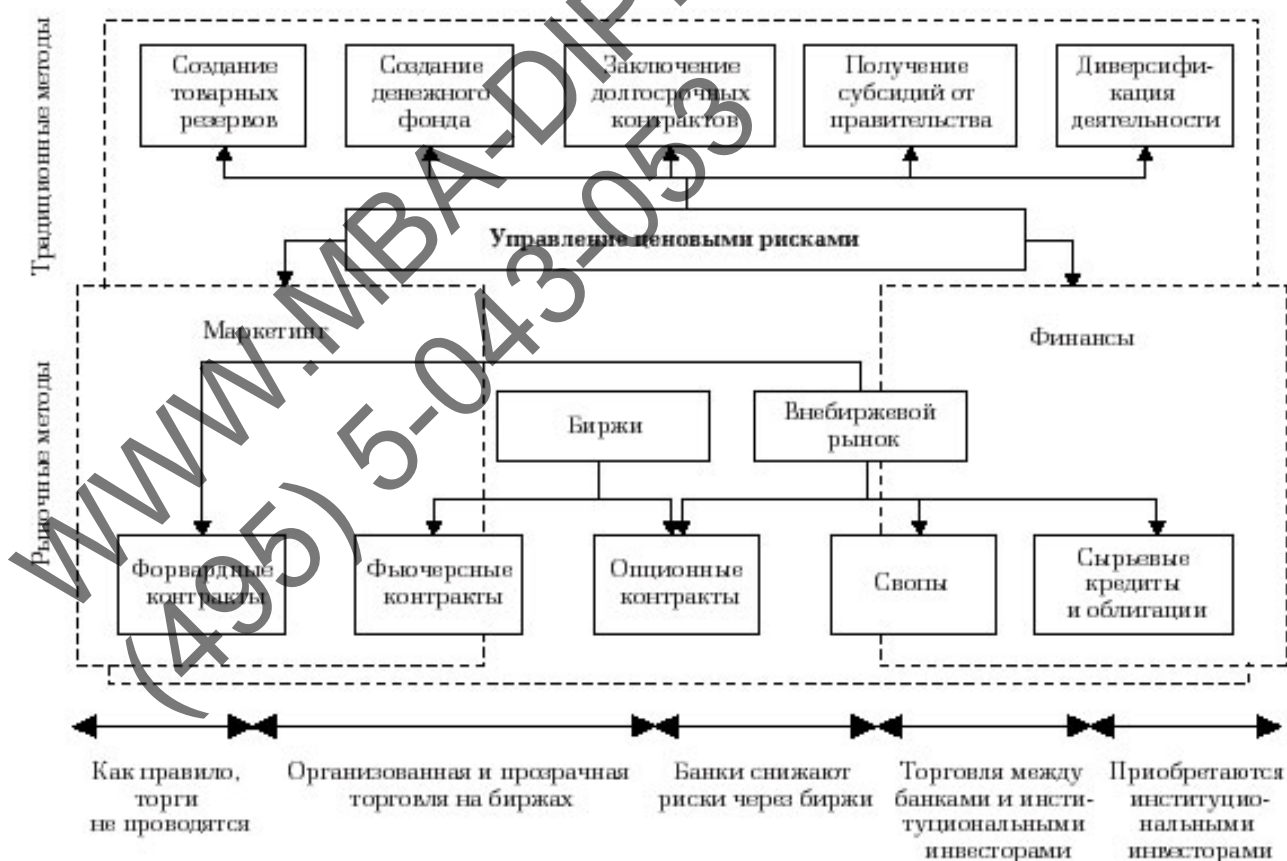 Традиционные методы
Создание
товарных
резервов
Создание
денежного
фонда
Заключение
долгосрочных
контрактов
Получение
субсидий от
правительства
Диверсифи-
кация
деятельности
Управление ценовыми рисками
Рыночные методы
Маркетинг
Финансы
Биржи
Внебиржевой
рынок
Форвардные
контракты
Фьючерсные
контракты
Опционные
контракты
Свопы
Сырьевые
кредиты
и облигации
Как правило,
торги
не проводятся
Организованная и прозрачная
торговля на биржах
Банки снижают
риски через биржи
Торговля между
банками и инсти-
туциональными
инвесторами
Приобретаются
институцио-
нальными
инвесторами
WWW.MBA-DIP
(495) 5-043-053